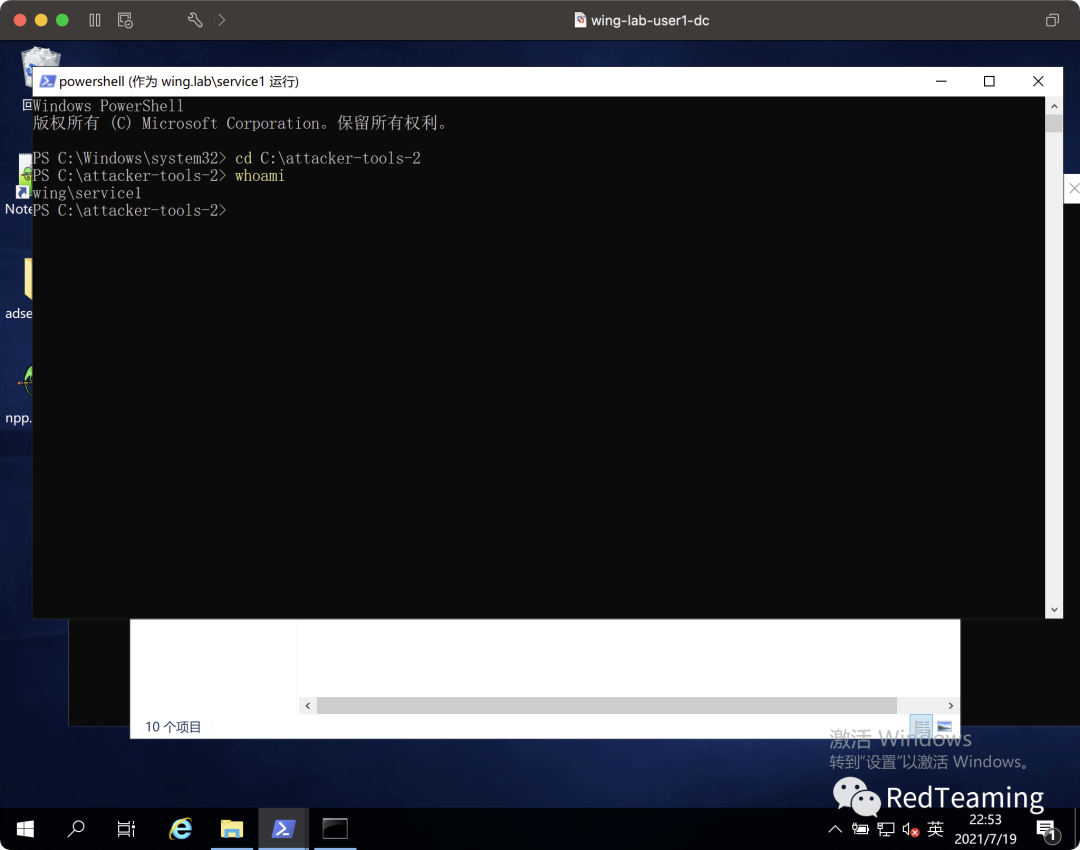 wing-lab-user1-dc
powershell (作为 wing.lab\service1 运行)
Windows PowerShell
版权所有 (C) Microsoft Corporation。保留所有权利。
PS C:\Windows\system32> cd C:\attacker-tools-2
PS C:\attacker-tools-2> whoami
wing\service1
PS C:\attacker-tools-2>
回
Note
adse
npp.
10 个项目
激活 Windows
转到“设置”以激活 Windows。
RedTeaming
英
22:53
2021/7/19
1